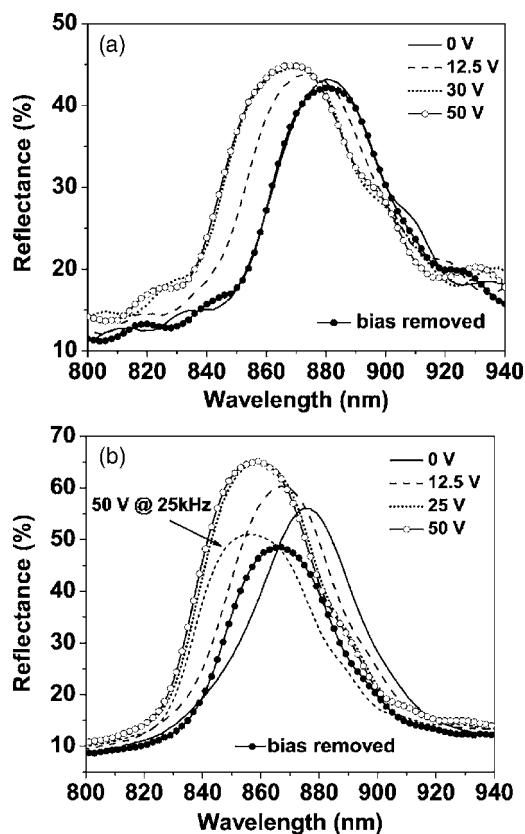 (a)
0 V
12.5 V
30 V
50 V
bias removed
Reflectance (%)
50
40
30
20
10
800 820 840 860 880 900 920 940
Wavelength (nm)
(b)
0 V
12.5 V
25 V
50 V
50 V @ 25kHz
bias removed
Reflectance (%)
70
60
50
40
30
20
10
800 820 840 860 880 900 920 940
Wavelength (nm)